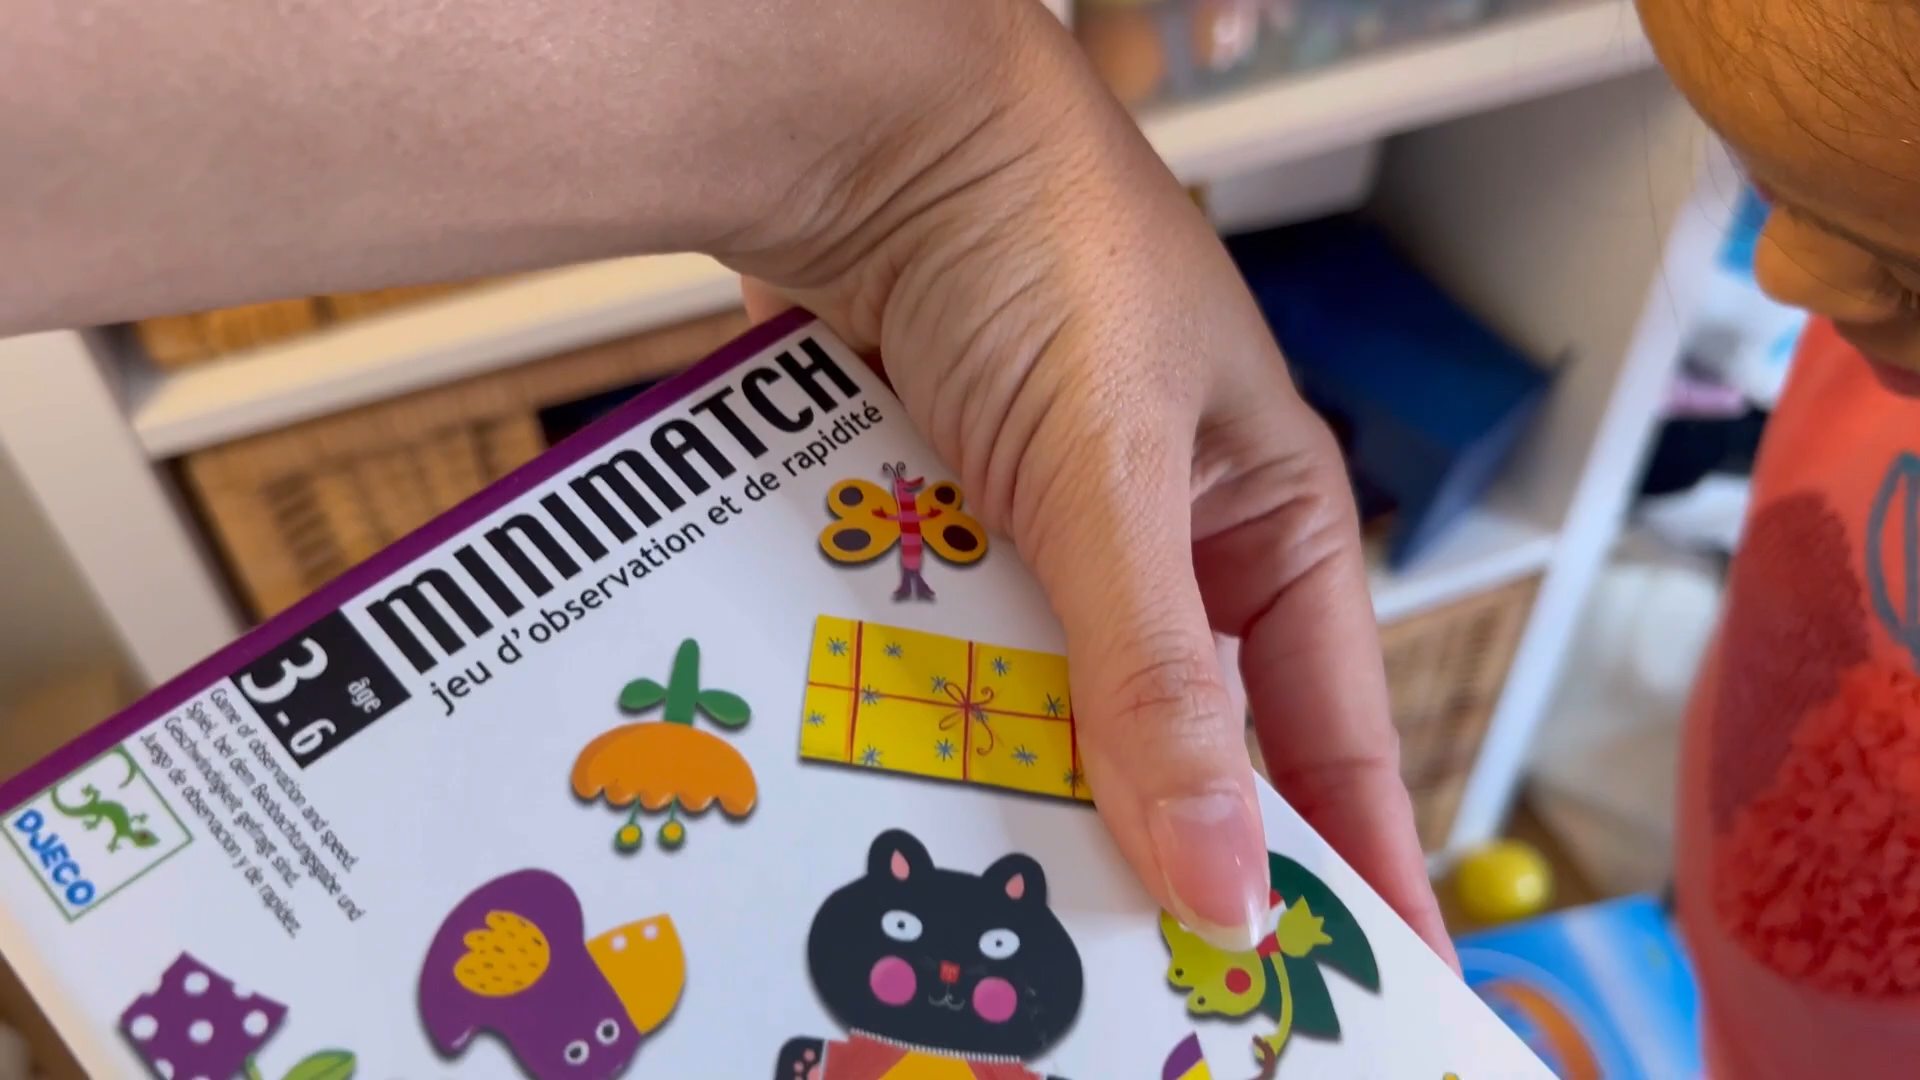 MINIMATCH
jeu d'observation et de rapidité
3-6
âge
Game of observation and speed.
Spiel, bei dem Beobachtungsgabe und
Geschwindigkeit gefragt sind.
Juego de observacion y de rapidez.
DJECO